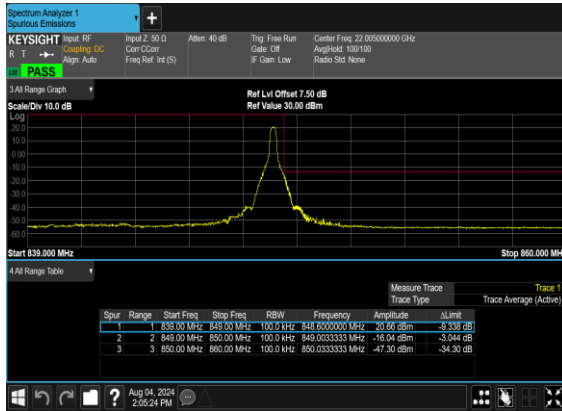 Spectrum Analyzer 1
Spurious Emissions
+
KEYSIGHT Input: RF Input Z: 50 Ω Atten: 40 dB Trig: Free Run Center Freq: 22.005000000 GHz
R T Coupling: DC Corr CCorr Gate: Off Avg|Hold: 100/100
Align: Auto Freq Ref: Int (S) IF Gain: Low Radio Std: None
LW PASS
3 All Range Graph
Ref Lvl Offset 7.50 dB
Scale/Div 10.0 dB Ref Value 30.00 dBm
Log
20.0
10.0
0.00
-10.0
-20.0
-30.0
-40.0
-50.0
-60.0
Start 839.000 MHz Stop 860.000 MHz
4 All Range Table
Measure Trace Trace 1
Trace Type Trace Average (Active)
Spur Range Start Freq Stop Freq RBW Frequency Amplitude ΔLimit
1 1 839.00 MHz 849.00 MHz 100.0 kHz 848.6000000 MHz 20.66 dBm -9.338 dB
2 2 849.00 MHz 850.00 MHz 100.0 kHz 849.0033333 MHz -16.04 dBm -3.044 dB
3 3 850.00 MHz 860.00 MHz 100.0 kHz 850.0333333 MHz -47.30 dBm -34.30 dB
? Aug 04, 2024
2:05:24 PM